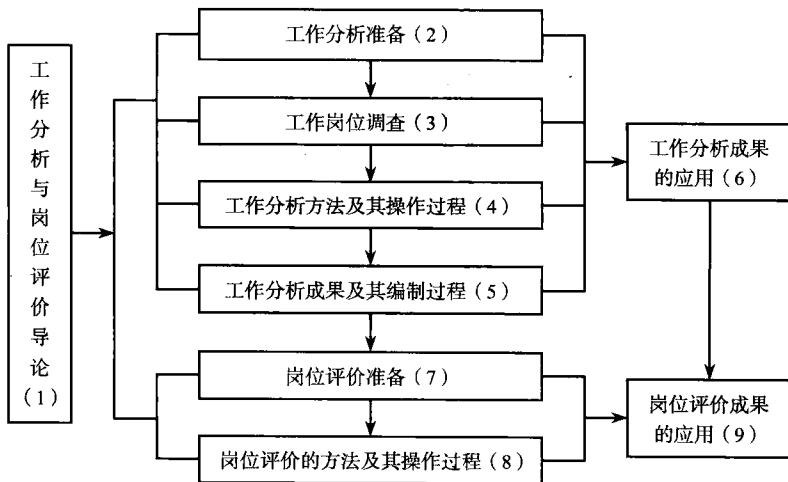 工作分析与岗位评价导论（1）
工作分析准备（2）
工作岗位调查（3）
工作分析方法及其操作过程（4）
工作分析成果及其编制过程（5）
工作分析成果
的应用（6）
岗位评价准备（7）
岗位评价的方法及其操作过程（8）
岗位评价成果
的应用（9）